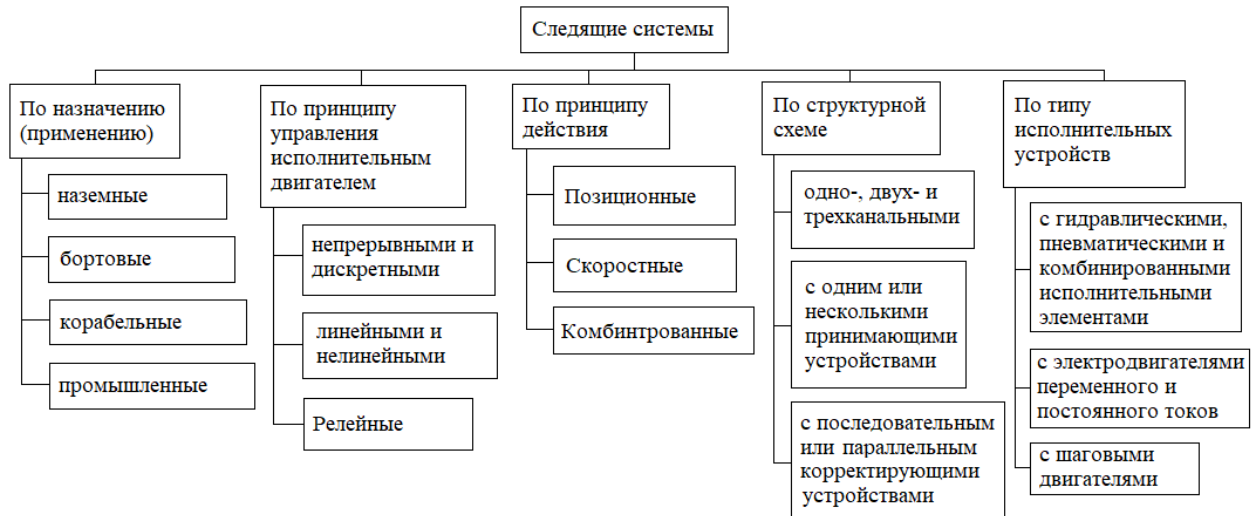 Следящие системы
По назначению
(применению)
наземные
бортовые
корабельные
промышленные
По принципу
управления
исполнительным
двигателем
непрерывными и
дискретными
линейными и
нелинейными
Релейные
По принципу
действия
Позиционные
Скоростные
Комбинтрованные
По структурной
схеме
одно-, двух- и
трехканальными
с одним или
несколькими
принимающими
устройствами
с последовательным
или параллельным
корректирующими
устройствами
По типу
исполнительных
устройств
с гидравлическими,
пневматическими и
комбинированными
исполнительными
элементами
с электродвигателями
переменного и
постоянного токов
с шаговыми
двигателями